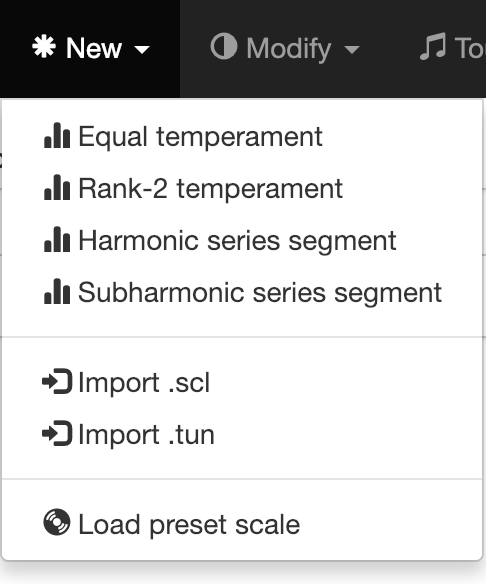 New
Modify
Tou
Equal temperament
Rank-2 temperament
Harmonic series segment
Subharmonic series segment
Import .scl
Import .tun
Load preset scale